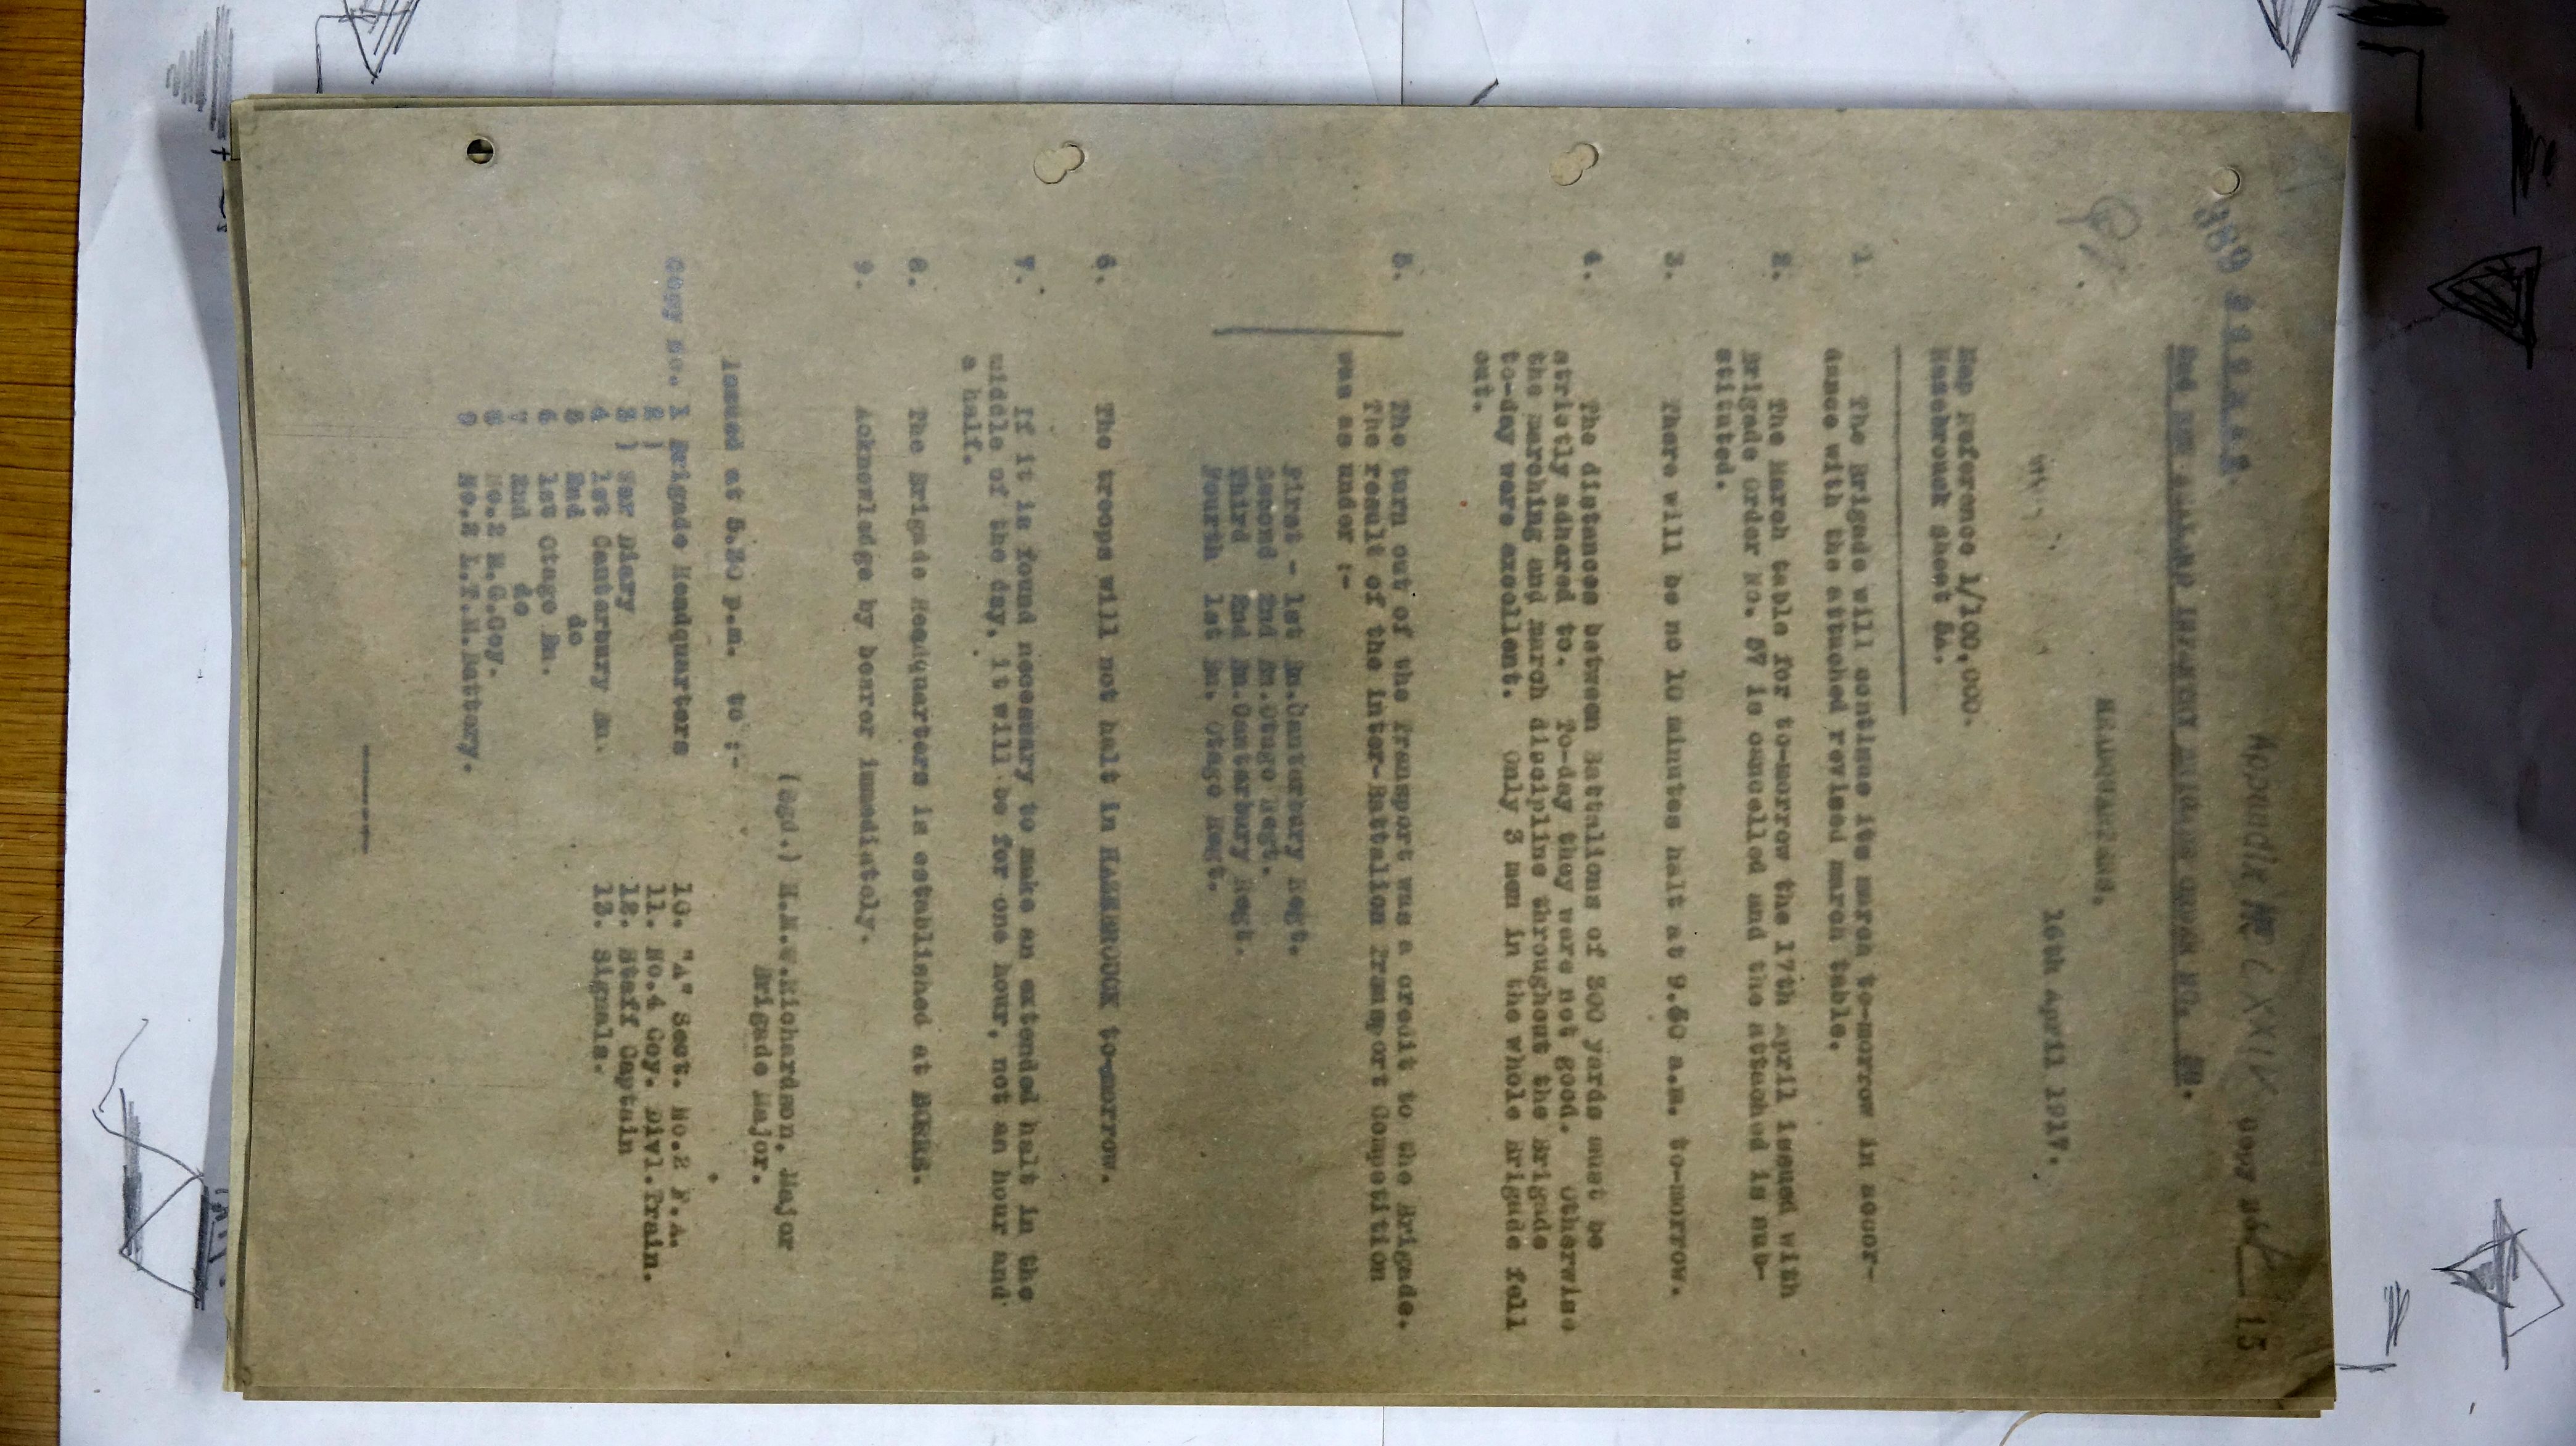 Appendix No CXXIV
Copy No. 15
389 S E C R E T.
2nd NEW ZEALAND INFANTRY BRIGADE ORDER NO.
HEADQUARTERS,
16th April 1917.
Map Reference 1/100,000.
Hazebrouck Sheet 5A.
1. The Brigade will continue its march to-morrow in accor-
dance with the attached revised march table.
2. The March table for to-morrow the 17th April issued with
Brigade Order No. 57 is cancelled and the attached is sub-
stituted.
3. There will be no 10 minutes halt at 9.50 a.m. to-morrow.
4. The distances between Battalions of 300 yards must be
strictly adhered to. To-day they were not good. Otherwise
the marching and march discipline throughout the Brigade
to-day were excellent. Only 3 men in the whole Brigade fell
out.
5. The turn out of the Transport was a credit to the Brigade.
The result of the inter-Battalion Transport Competition
was as under :-
First - 1st Bn.Canterbury Regt.
Second 2nd Bn.Otago Regt.
Third 2nd Bn.Canterbury Regt.
Fourth 1st Bn. Otago Regt.
6. The troops will not halt in HAZEBROUCK to-morrow.
7. If it is found necessary to make an extended halt in the
middle of the day, it will be for one hour, not an hour and
a half.
8. The Brigade Headquarters is established at BORRE.
9. Acknowledge by bearer immediately.
(Sgd.) H.M.W.Richardson, Major
Brigade Major.
Issued at 5.30 p.m. to :-
Copy No. 1 Brigade Headquarters
2 )
3 ) War Diary
4 1st Canterbury Bn.
5 2nd do
6 1st Otago Bn.
7 2nd do
8 No.2 M.G.Coy.
9 No.2 L.T.M.Battery.
10. "A" Sect. No.2 F.A.
11. No.4 Coy. Divl.Train.
12. Staff Captain
13. Signals.